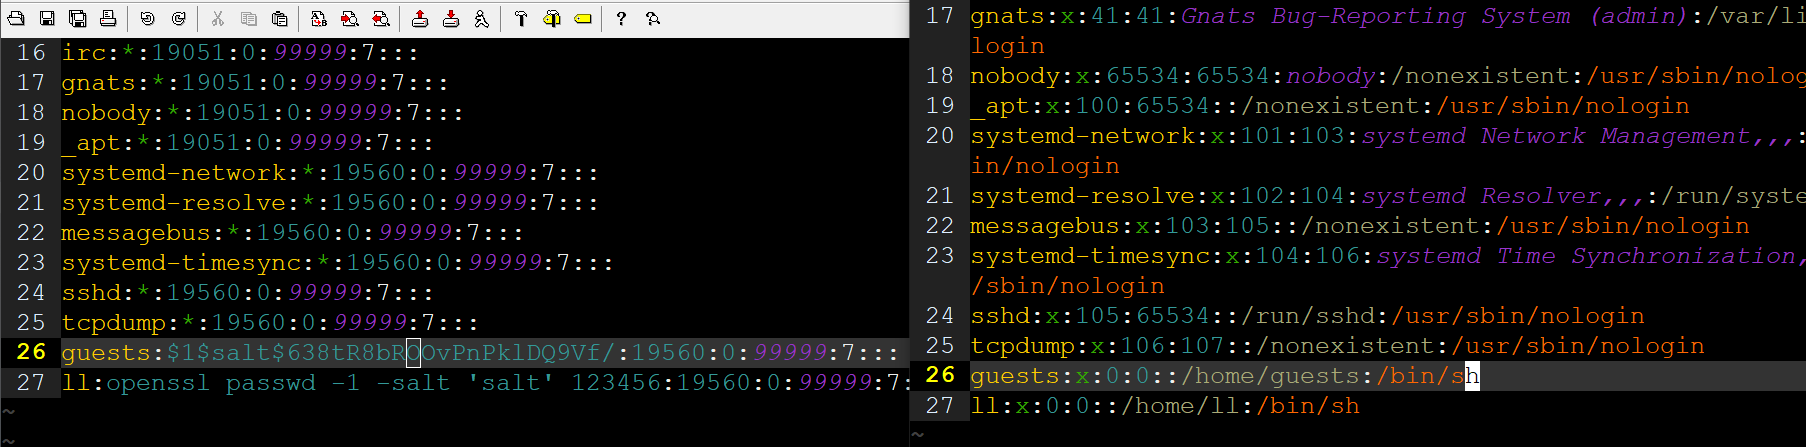 16 irc:*:19051:0:99999:7:::
17 gnats:*:19051:0:99999:7:::
18 nobody:*:19051:0:99999:7:::
19 _apt:*:19051:0:99999:7:::
20 systemd-network:*:19560:0:99999:7:::
21 systemd-resolve:*:19560:0:99999:7:::
22 messagebus:*:19560:0:99999:7:::
23 systemd-timesync:*:19560:0:99999:7:::
24 sshd:*:19560:0:99999:7:::
25 tcpdump:*:19560:0:99999:7:::
26 guests:$1$salt$638tR8bROOvPnPklDQ9Vf/:19560:0:99999:7:::
27 ll:openssl passwd -1 -salt 'salt' 123456:19560:0:99999:7:
~
~
17 gnats:x:41:41:Gnats Bug-Reporting System (admin):/var/li
login
18 nobody:x:65534:65534:nobody:/nonexistent:/usr/sbin/nolog
19 _apt:x:100:65534::/nonexistent:/usr/sbin/nologin
20 systemd-network:x:101:103:systemd Network Management,,,:
in/nologin
21 systemd-resolve:x:102:104:systemd Resolver,,,:/run/syste
22 messagebus:x:103:105::/nonexistent:/usr/sbin/nologin
23 systemd-timesync:x:104:106:systemd Time Synchronization,
/sbin/nologin
24 sshd:x:105:65534::/run/sshd:/usr/sbin/nologin
25 tcpdump:x:106:107::/nonexistent:/usr/sbin/nologin
26 guests:x:0:0::/home/guests:/bin/sh
27 ll:x:0:0::/home/ll:/bin/sh
~